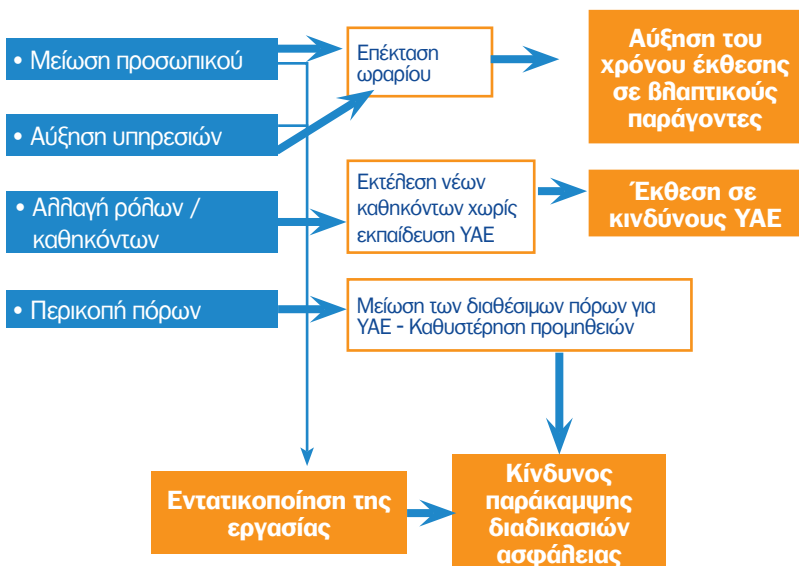 • Μείωση προσωπικού
Επέκταση
ωραρίου
Αύξηση του
χρόνου έκθεσης
σε βλαπτικούς
παράγοντες
• Αύξηση υπηρεσιών
• Αλλαγή ρόλων /
καθηκόντων
Εκτέλεση νέων
καθηκόντων χωρίς
εκπαίδευση ΥΑΕ
Έκθεση σε
κινδύνους ΥΑΕ
• Περικοπή πόρων
Μείωση των διαθέσιμων πόρων για
ΥΑΕ - Καθυστέρηση προμηθειών
Εντατικοποίηση της
εργασίας
Κίνδυνος
παράκαμψης
διαδικασιών
ασφάλειας